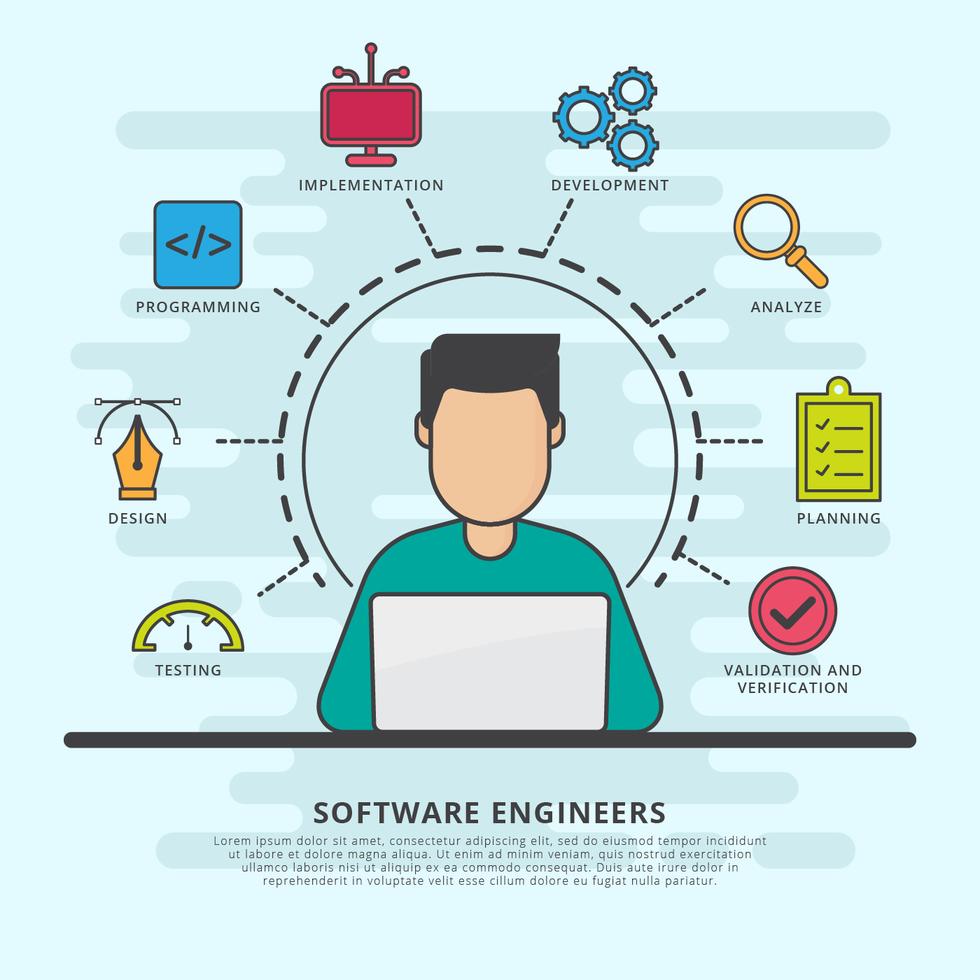 IMPLEMENTATION
DEVELOPMENT
</>
PROGRAMMING
ANALYZE
DESIGN
PLANNING
TESTING
VALIDATION AND
VERIFICATION
SOFTWARE ENGINEERS
Lorem ipsum dolor sit amet, consectetur adipiscing elit, sed do eiusmod tempor incididunt
ut labore et dolore magna aliqua. Ut enim ad minim veniam, quis nostrud exercitation
ullamco laboris nisi ut aliquip ex ea commodo consequat. Duis aute irure dolor in
reprehenderit in voluptate velit esse cillum dolore eu fugiat nulla pariatur.